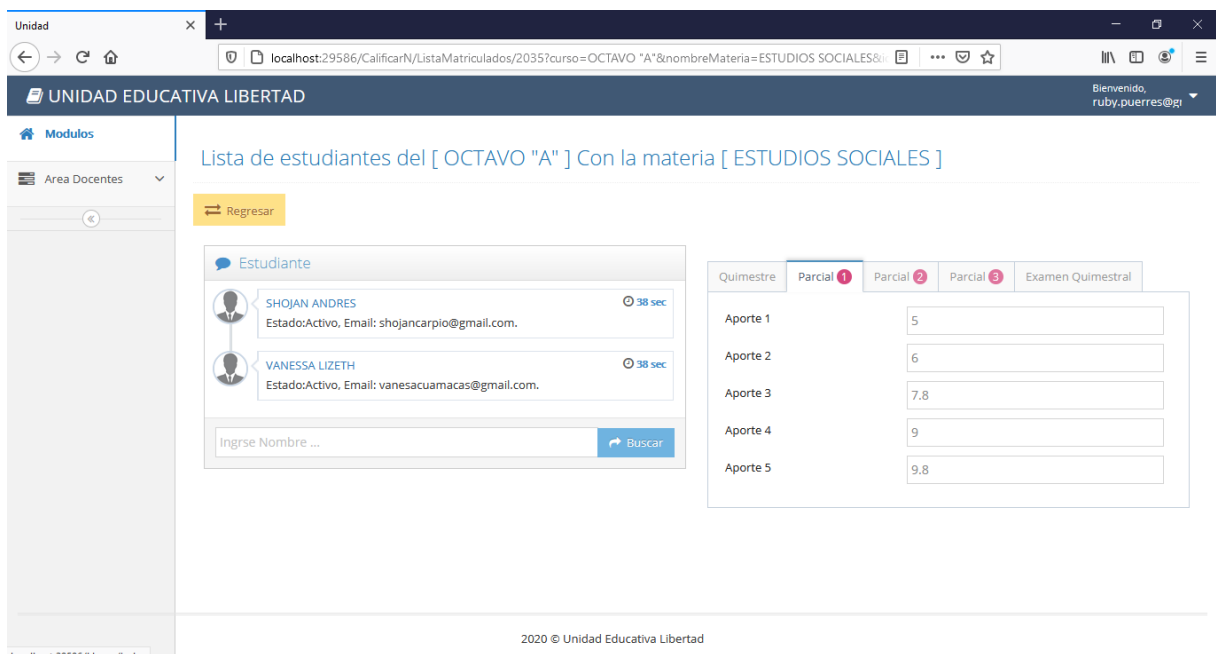 Unidad
localhost:29586/CalificarN/ListaMatriculados/2035?curso=OCTAVO "A"&nombreMateria=ESTUDIOS SOCIALES&
UNIDAD EDUCATIVA LIBERTAD
Bienvenido,
ruby.puerres@gr
Modulos
Area Docentes
Lista de estudiantes del [ OCTAVO "A" ] Con la materia [ ESTUDIOS SOCIALES ]
Regresar
Estudiante
SHOJAN ANDRES 38 sec
Estado:Activo, Email: shojancarpio@gmail.com.
VANESSA LIZETH 38 sec
Estado:Activo, Email: vanesacuamacas@gmail.com.
Ingrse Nombre ... Buscar
Quimestre Parcial 1 Parcial 2 Parcial 3 Examen Quimestral
Aporte 1 5
Aporte 2 6
Aporte 3 7.8
Aporte 4 9
Aporte 5 9.8
2020 © Unidad Educativa Libertad